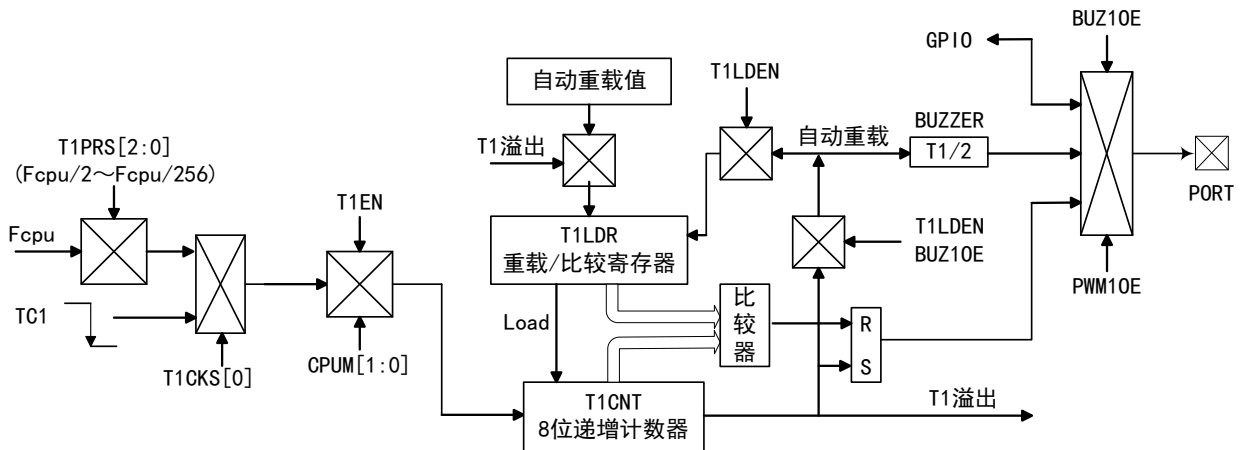 BUZ1OE
GPIO
自动重载值
T1LDEN
T1溢出
自动重载
BUZZER
T1/2
T1PRS[2:0]
(Fcpu/2～Fcpu/256)
PORT
T1EN
Fcpu
T1LDR
重载/比较寄存器
T1LDEN
BUZ1OE
PWM1OE
TC1
Load
比较器
R
S
T1CKS[0]
CPUM[1:0]
T1CNT
8位递增计数器
T1溢出